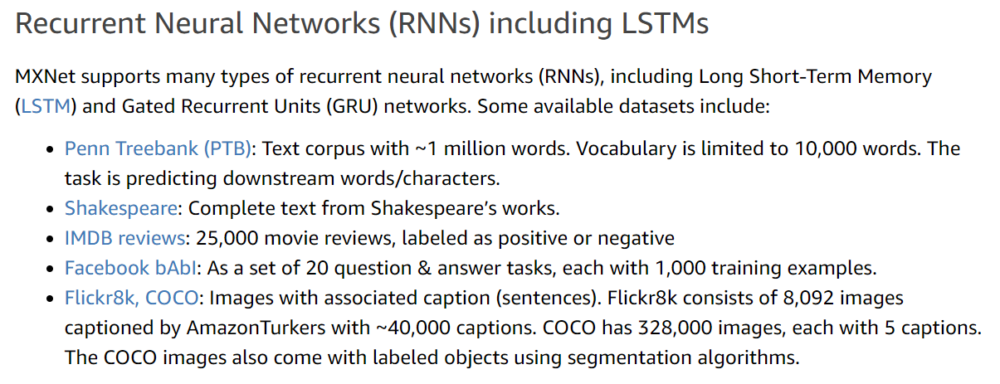 Recurrent Neural Networks (RNNs) including LSTMs
MXNet supports many types of recurrent neural networks (RNNs), including Long Short-Term Memory
(LSTM) and Gated Recurrent Units (GRU) networks. Some available datasets include:
• Penn Treebank (PTB): Text corpus with ~1 million words. Vocabulary is limited to 10,000 words. The
task is predicting downstream words/characters.
• Shakespeare: Complete text from Shakespeare’s works.
• IMDB reviews: 25,000 movie reviews, labeled as positive or negative
• Facebook bAbI: As a set of 20 question & answer tasks, each with 1,000 training examples.
• Flickr8k, COCO: Images with associated caption (sentences). Flickr8k consists of 8,092 images
captioned by AmazonTurkers with ~40,000 captions. COCO has 328,000 images, each with 5 captions.
The COCO images also come with labeled objects using segmentation algorithms.